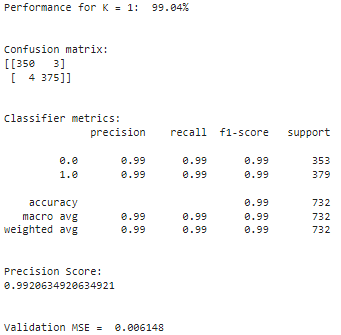 Performance for K = 1:  99.04%
Confusion matrix:
[[350   3]
 [  4 375]]
Classifier metrics:
              precision    recall  f1-score   support
         0.0       0.99      0.99      0.99       353
         1.0       0.99      0.99      0.99       379
    accuracy                           0.99       732
   macro avg       0.99      0.99      0.99       732
weighted avg       0.99      0.99      0.99       732
Precision Score:
0.9920634920634921
Validation MSE =  0.006148